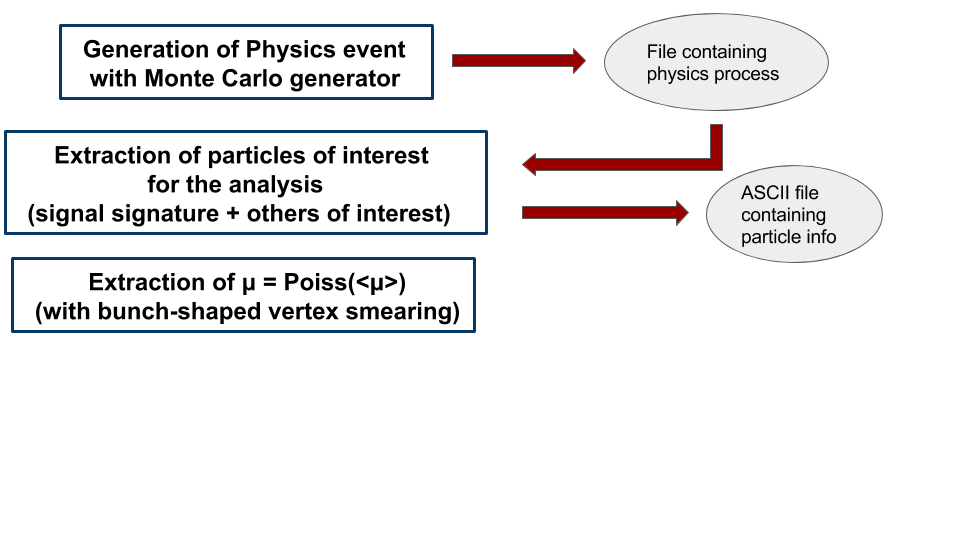 Generation of Physics event
with Monte Carlo generator
File containing
physics process
Extraction of particles of interest
for the analysis
(signal signature + others of interest)
ASCII file
containing
particle info
Extraction of μ = Poiss(<μ>)
(with bunch-shaped vertex smearing)